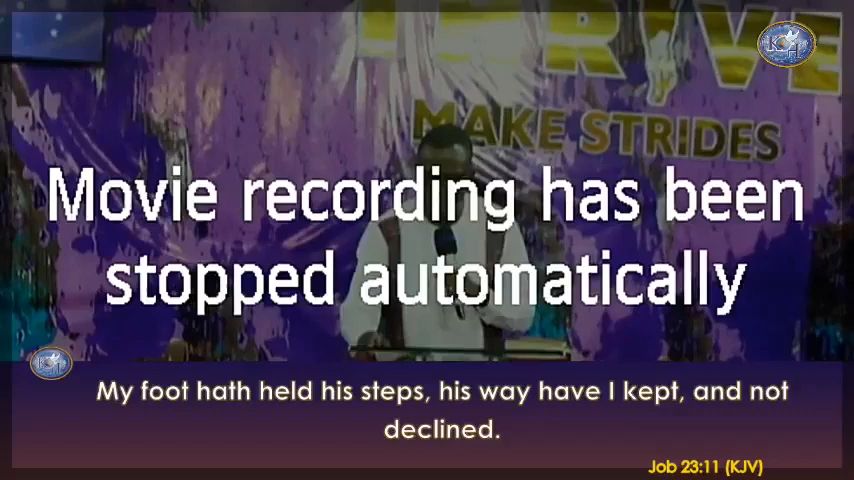 THRIVE
MAKE STRIDES
Movie recording has been
stopped automatically
My foot hath held his steps, his way have I kept, and not
declined.
Job 23:11 (KJV)